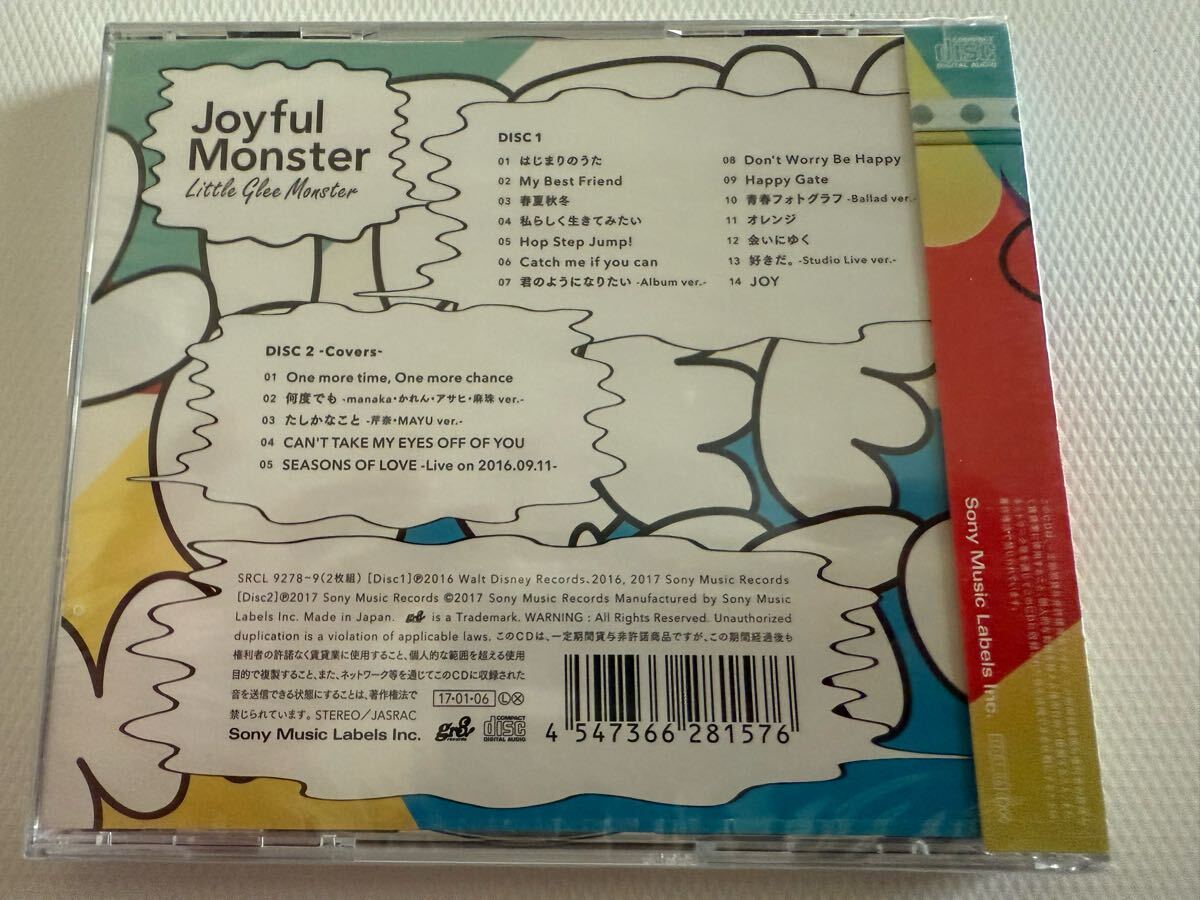 Joyful
Monster
Little Glee Monster
DISC 1
01 はじまりのうた
02 My Best Friend
03 春夏秋冬
04 私らしく生きてみたい
05 Hop Step Jump!
06 Catch me if you can
07 君のようになりたい -Album ver.-
08 Don't Worry Be Happy
09 Happy Gate
10 青春フォトグラフ -Ballad ver.-
11 オレンジ
12 会いにゆく
13 好きだ。-Studio Live ver.-
14 JOY
DISC 2 -Covers-
01 One more time, One more chance
02 何度でも -manaka・かれん・アサヒ・麻珠 ver.-
03 たしかなこと -芹奈・MAYU ver.-
04 CAN'T TAKE MY EYES OFF OF YOU
05 SEASONS OF LOVE -Live on 2016.09.11-
SRCL 9278~9(2枚組) [Disc1]℗2016 Walt Disney Records、2016, 2017 Sony Music Records
[Disc2]℗2017 Sony Music Records ©2017 Sony Music Records Manufactured by Sony Music
Labels Inc. Made in Japan. gr8! is a Trademark. WARNING : All Rights Reserved. Unauthorized
duplication is a violation of applicable laws. このCDは、一定期間貸与非許諾商品ですが、この期間経過後も
権利者の許諾なく賃貸業に使用すること、個人的な範囲を超える使用
目的で複製すること、また、ネットワーク等を通じてこのCDに収録された
音を送信できる状態にすることは、著作権法で
禁じられています。STEREO/JASRAC
17・01・06 Ⓛ Ⓧ
Sony Music Labels Inc.
gr8!
records
COMPACT
disc
DIGITAL AUDIO
4 547366 281576
COMPACT
disc
DIGITAL AUDIO
Sony Music Labels Inc.